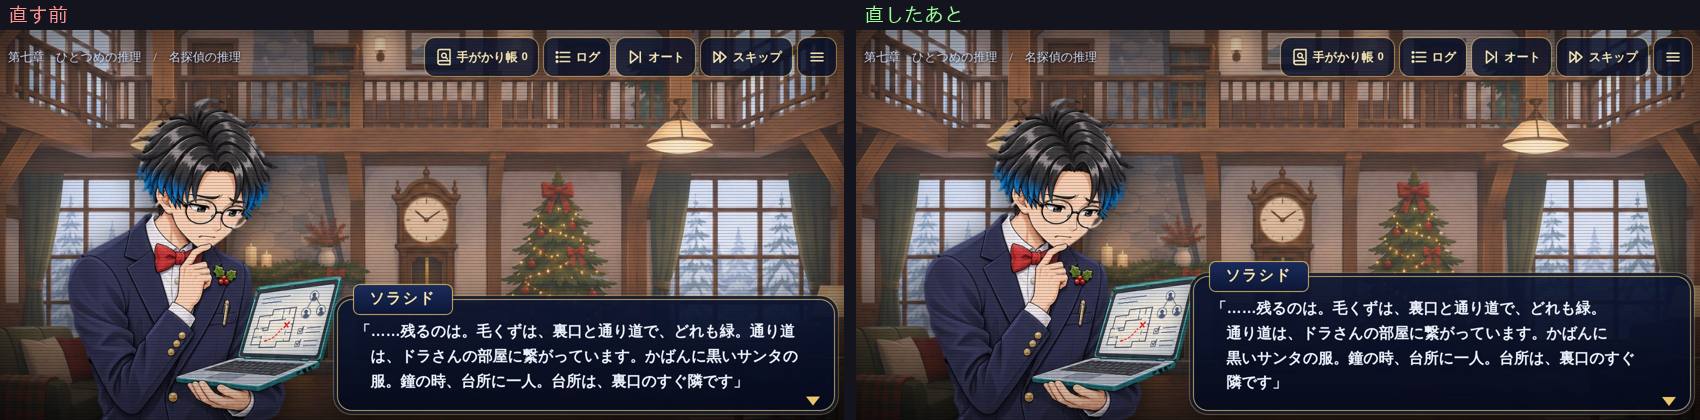 直す前
第七章　ひとつめの推理　/　名探偵の推理
手がかり帳 0
ログ
オート
スキップ
ソラシド
「……残るのは。毛くずは、裏口と通り道で、どれも緑。通り道
は、ドラさんの部屋に繋がっています。かばんに黒いサンタの
服。鐘の時、台所に一人。台所は、裏口のすぐ隣です」
直したあと
第七章　ひとつめの推理　/　名探偵の推理
手がかり帳 0
ログ
オート
スキップ
ソラシド
「……残るのは。毛くずは、裏口と通り道で、どれも緑。
通り道は、ドラさんの部屋に繋がっています。かばんに
黒いサンタの服。鐘の時、台所に一人。台所は、裏口のすぐ
隣です」